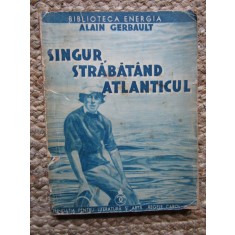 BIBLIOTECA ENERGIA
ALAIN GERBAULT
SINGUR,
STRĂBĂTÂND
ATLANTICUL